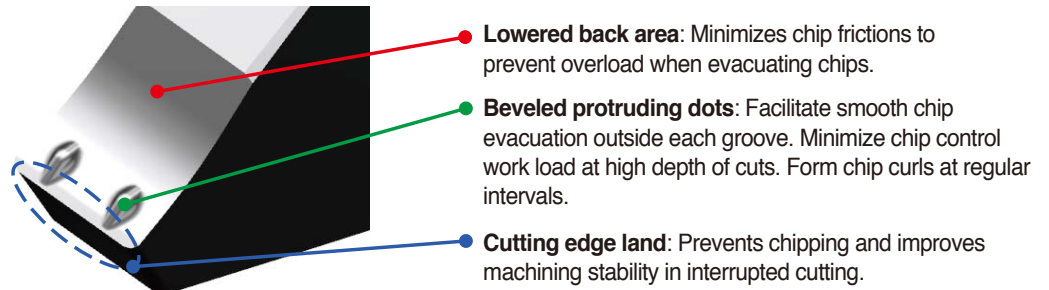 Lowered back area: Minimizes chip frictions to
prevent overload when evacuating chips.
Beveled protruding dots: Facilitate smooth chip
evacuation outside each groove. Minimize chip control
work load at high depth of cuts. Form chip curls at regular
intervals.
Cutting edge land: Prevents chipping and improves
machining stability in interrupted cutting.